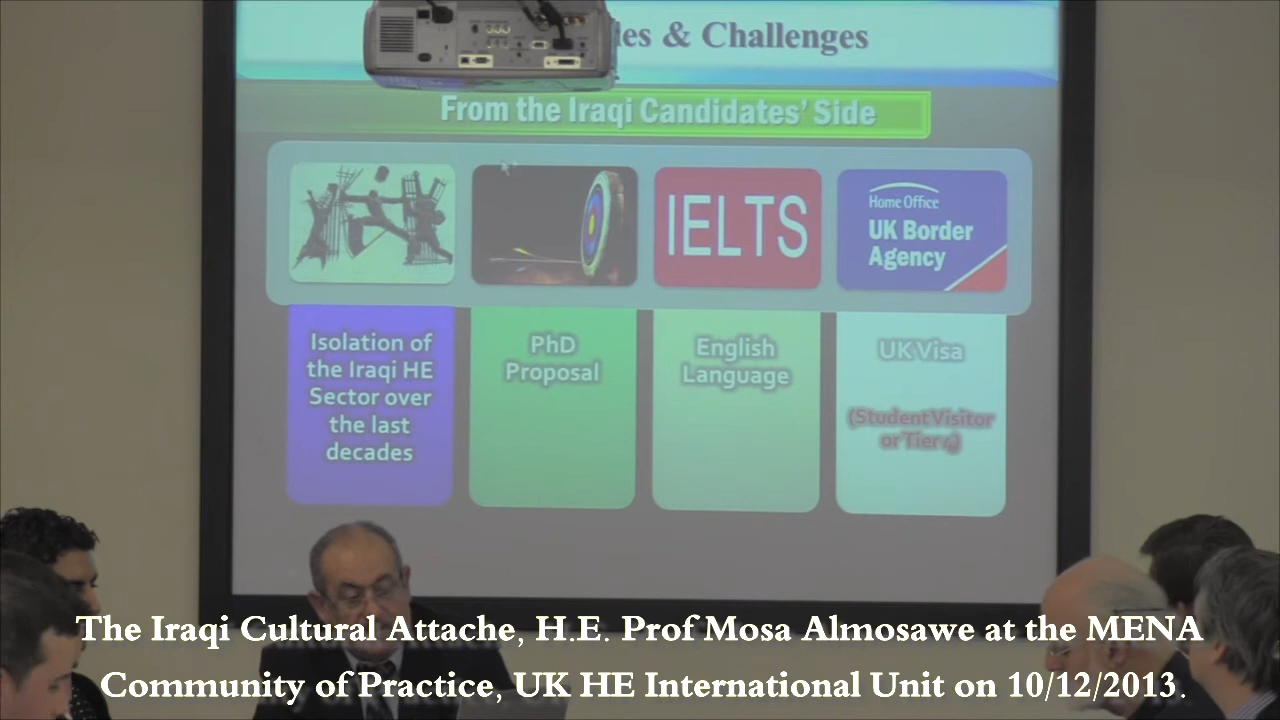 & Challenges
From the Iraqi Candidates' Side
IELTS
Home Office
UK Border
Agency
Isolation of
the Iraqi HE
Sector over
the last
decades
PhD
Proposal
English
Language
UK Visa
(Student Visitor
or Tier 4)
The Iraqi Cultural Attache, H.E. Prof Mosa Almosawe at the MENA
Community of Practice, UK HE International Unit on 10/12/2013.